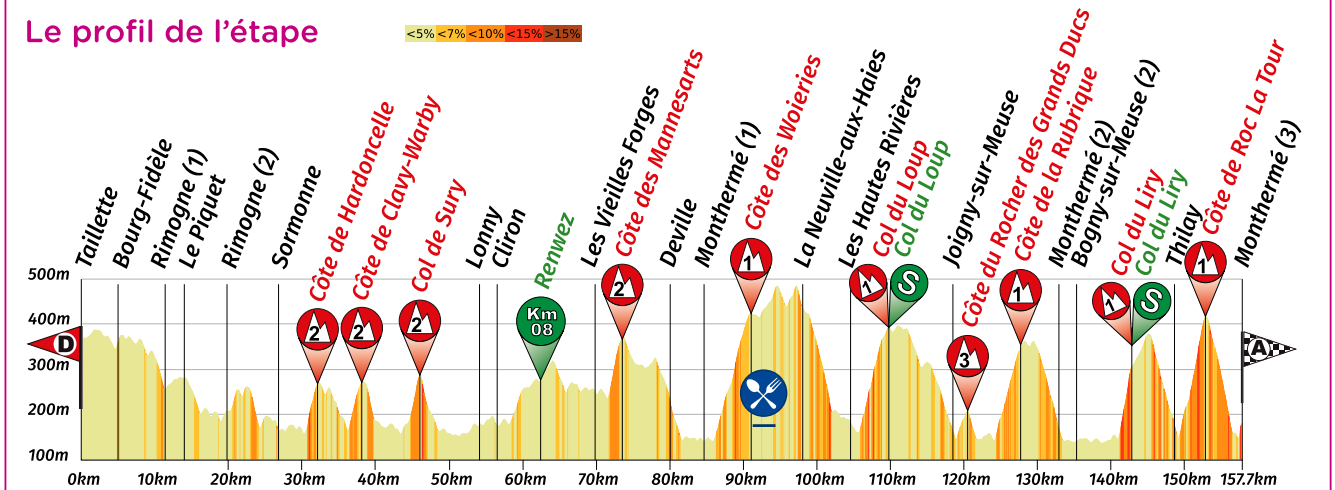 Le profil de l'étape
<5% <7% <10% <15% >15%
Taillette
Bourg-Fidèle
Rimogne (1)
Le Piquet
Rimogne (2)
Sormonne
Côte de Hardoncelle
Côte de Clavy-Warby
Col de Sury
Lonny
Cliron
Renwez
Les Vieilles Forges
Côte des Mannesarts
Deville
Monthermé (1)
Côte des Woieries
La Neuville-aux-Haies
Les Hautes Rivières
Col du Loup
Col du Loup
Joigny-sur-Meuse
Côte du Rocher des Grands Ducs
Côte de la Rubrique
Monthermé (2)
Bogny-sur-Meuse (2)
Col du Liry
Col du Liry
Thilay
Côte de Roc La Tour
Monthermé (3)
500m
400m
300m
200m
100m
D
2
2
2
Km
08
2
1
1
S
3
1
1
S
1
A
0km 10km 20km 30km 40km 50km 60km 70km 80km 90km 100km 110km 120km 130km 140km 150km 157.7km